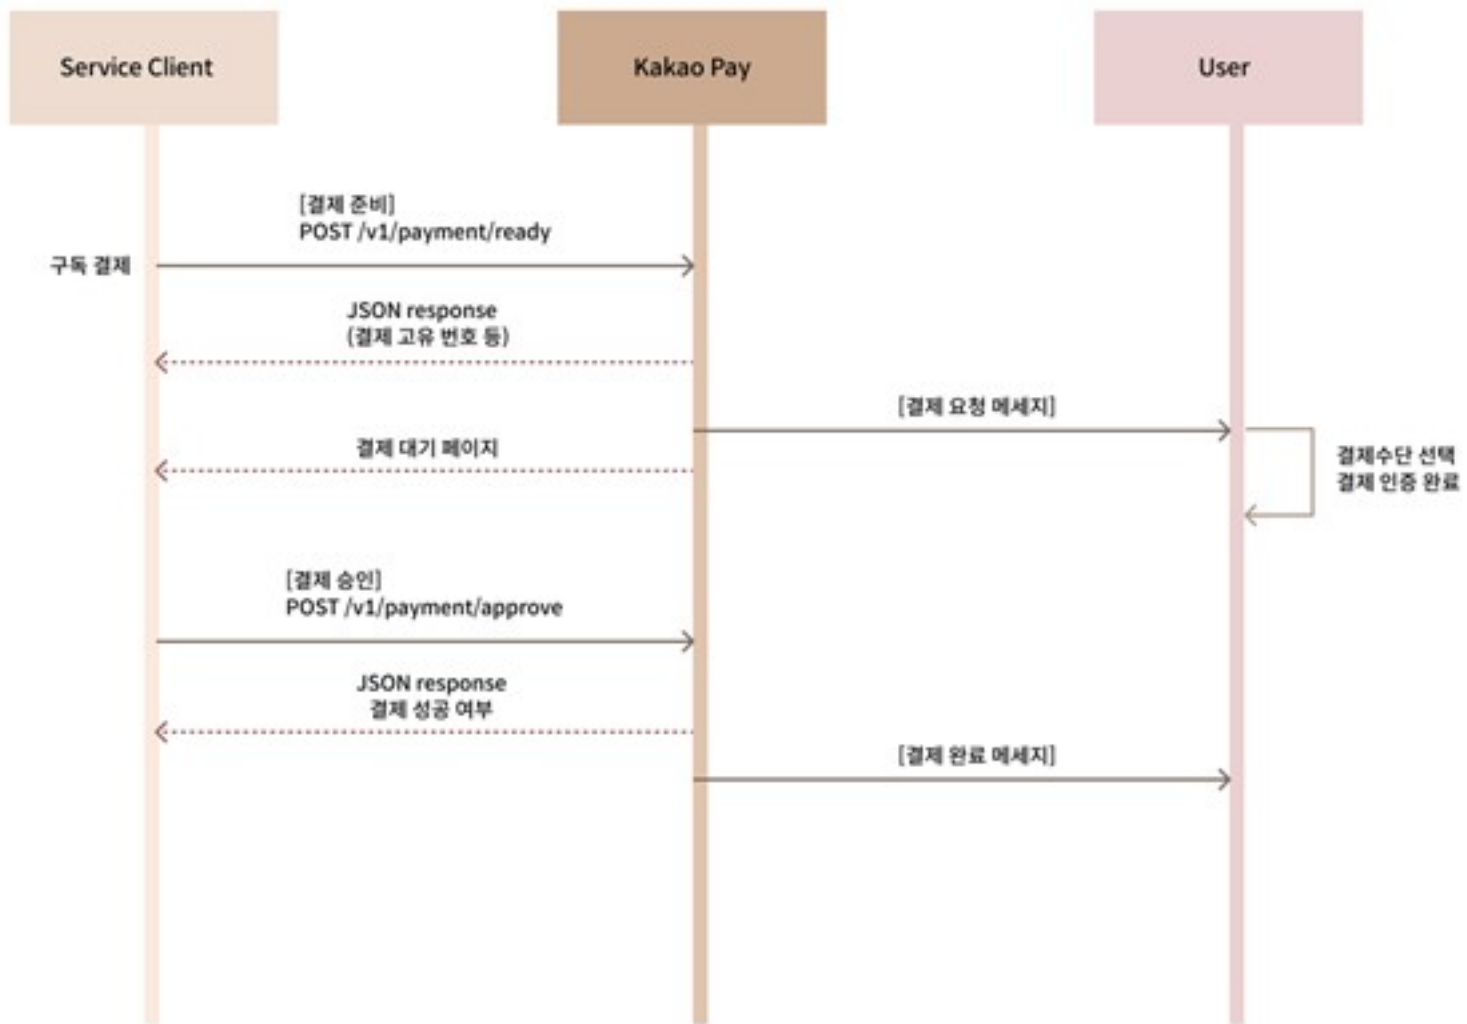 Service Client
Kakao Pay
User
[결제 준비]
POST /v1/payment/ready
구독 결제
JSON response
(결제 고유 번호 등)
[결제 요청 메세지]
결제 대기 페이지
결제수단 선택
결제 인증 완료
[결제 승인]
POST /v1/payment/approve
JSON response
결제 성공 여부
[결제 완료 메세지]